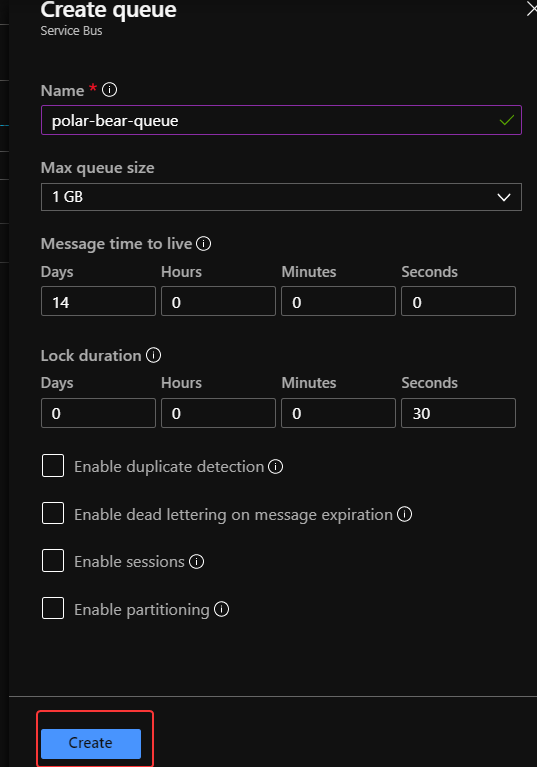 Create queue
Service Bus
Name *
polar-bear-queue
Max queue size
1 GB
Message time to live
Days Hours Minutes Seconds
14 0 0 0
Lock duration
Days Hours Minutes Seconds
0 0 0 30
Enable duplicate detection
Enable dead lettering on message expiration
Enable sessions
Enable partitioning
Create